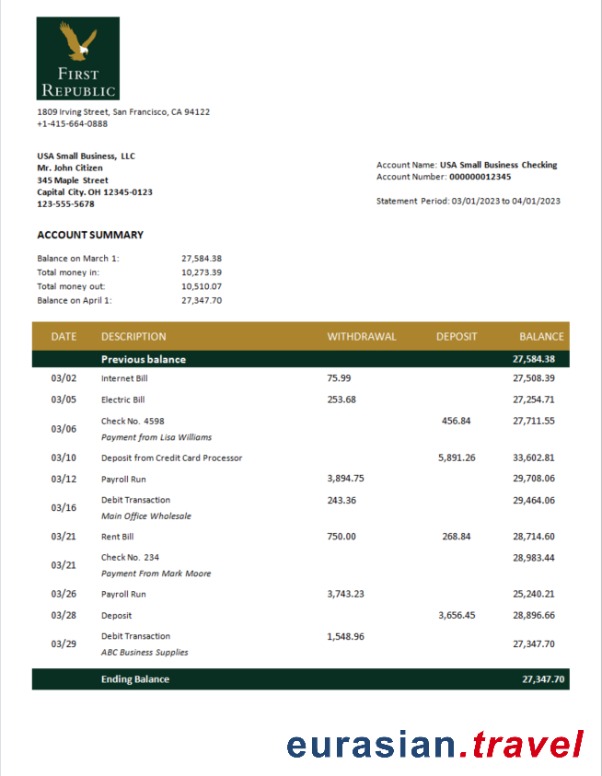 FIRST
REPUBLIC
1809 Irving Street, San Francisco, CA 94122
+1-415-664-0888
USA Small Business, LLC
Mr. John Citizen
345 Maple Street
Capital City. OH 12345-0123
123-555-5678
Account Name: USA Small Business Checking
Account Number: 000000012345
Statement Period: 03/01/2023 to 04/01/2023
ACCOUNT SUMMARY
Balance on March 1: 27,584.38
Total money in: 10,273.39
Total money out: 10,510.07
Balance on April 1: 27,347.70
DATE DESCRIPTION WITHDRAWAL DEPOSIT BALANCE
Previous balance 27,584.38
03/02 Internet Bill 75.99 27,508.39
03/05 Electric Bill 253.68 27,254.71
03/06 Check No. 4598 456.84 27,711.55
Payment from Lisa Williams
03/10 Deposit from Credit Card Processor 5,891.26 33,602.81
03/12 Payroll Run 3,894.75 29,708.06
03/16 Debit Transaction 243.36 29,464.06
Main Office Wholesale
03/21 Rent Bill 750.00 268.84 28,714.60
03/21 Check No. 234 28,983.44
Payment From Mark Moore
03/26 Payroll Run 3,743.23 25,240.21
03/28 Deposit 3,656.45 28,896.66
03/29 Debit Transaction 1,548.96 27,347.70
ABC Business Supplies
Ending Balance 27,347.70
eurasian.travel